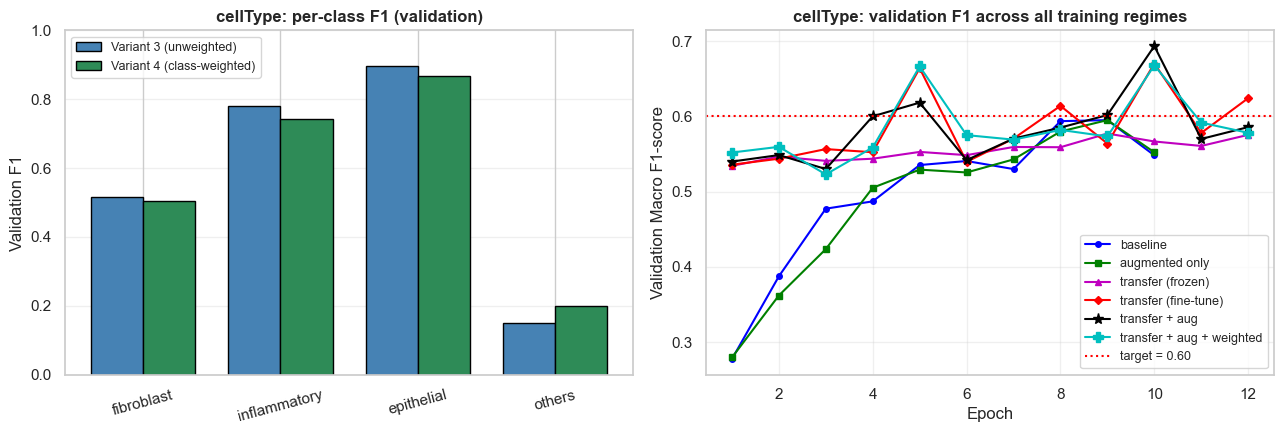 cellType: per-class F1 (validation)
Validation F1
1.0
0.8
0.6
0.4
0.2
0.0
Variant 3 (unweighted)
Variant 4 (class-weighted)
fibroblast
inflammatory
epithelial
others
cellType: validation F1 across all training regimes
Validation Macro F1-score
0.7
0.6
0.5
0.4
0.3
baseline
augmented only
transfer (frozen)
transfer (fine-tune)
transfer + aug
transfer + aug + weighted
target = 0.60
2 4 6 8 10 12
Epoch